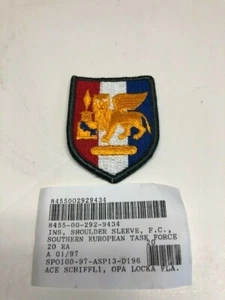 8455002929434
8455-00-292-9434
INS, SHOULDER SLEEVE, F.C.,
SOUTHERN EUROPEAN TASK FORCE
20 EA
A 01/97
SPO100-97-ASP13-D196
ACE SCHIFFLI, OPA LOCKA FLA.